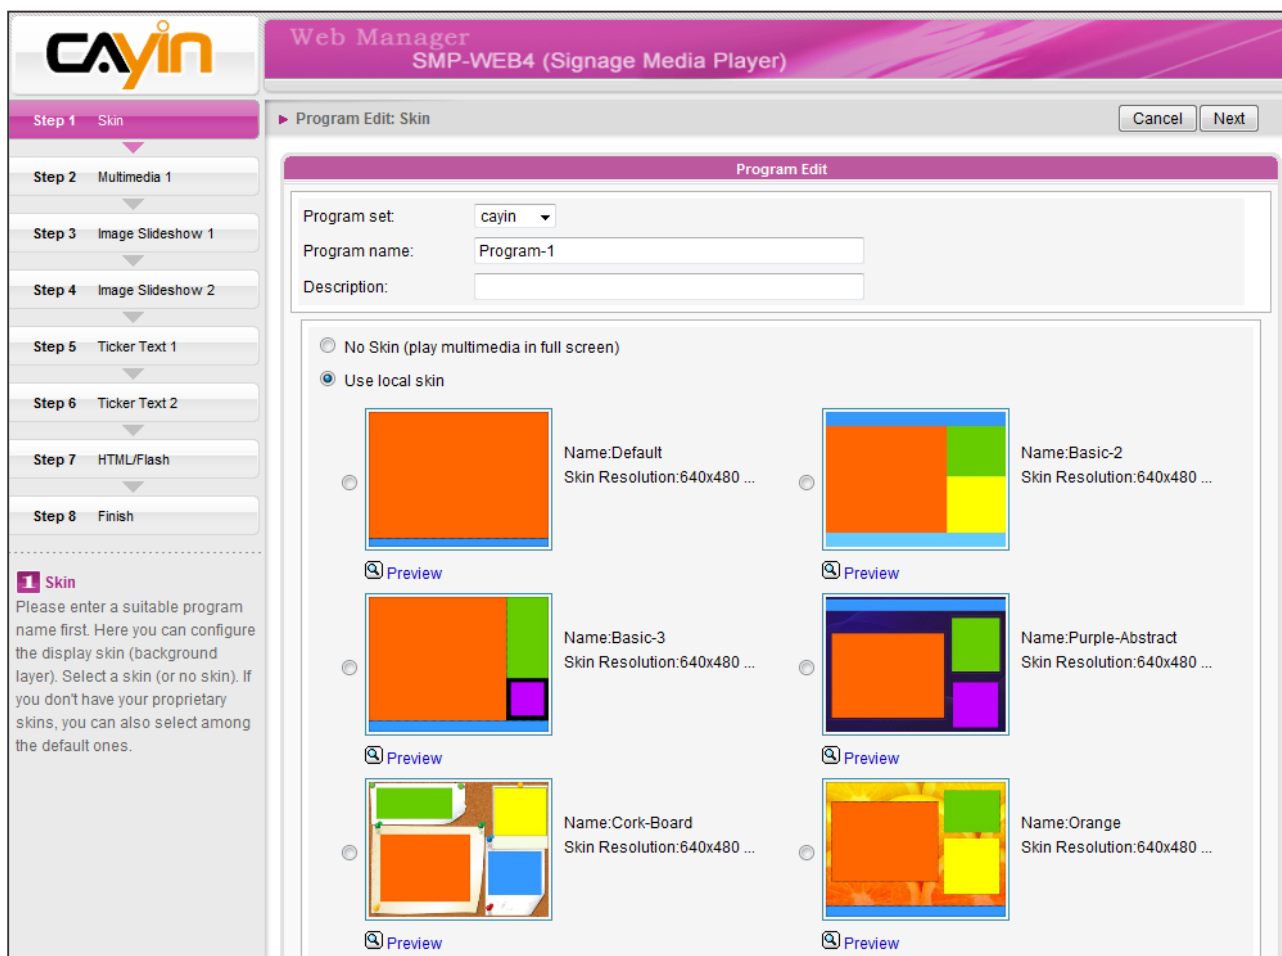 CAYIN
Web Manager
SMP-WEB4 (Signage Media Player)
Step 1 Skin
Step 2 Multimedia 1
Step 3 Image Slideshow 1
Step 4 Image Slideshow 2
Step 5 Ticker Text 1
Step 6 Ticker Text 2
Step 7 HTML/Flash
Step 8 Finish
1 Skin
Please enter a suitable program
name first. Here you can configure
the display skin (background
layer). Select a skin (or no skin). If
you don't have your proprietary
skins, you can also select among
the default ones.
Program Edit: Skin
Cancel Next
Program Edit
Program set: cayin
Program name: Program-1
Description:
No Skin (play multimedia in full screen)
Use local skin
Name:Default
Skin Resolution:640x480 ...
Preview
Name:Basic-2
Skin Resolution:640x480 ...
Preview
Name:Basic-3
Skin Resolution:640x480 ...
Preview
Name:Purple-Abstract
Skin Resolution:640x480 ...
Preview
Name:Cork-Board
Skin Resolution:640x480 ...
Preview
Name:Orange
Skin Resolution:640x480 ...
Preview